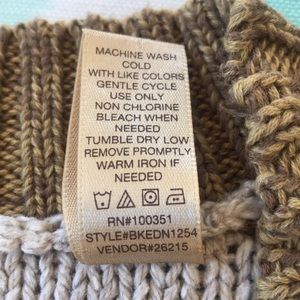 MACHINE WASH
COLD
WITH LIKE COLORS
GENTLE CYCLE
USE ONLY
NON CHLORINE
BLEACH WHEN
NEEDED
TUMBLE DRY LOW
REMOVE PROMPTLY
WARM IRON IF
NEEDED
RN#100351
STYLE#BKEDN1254
VENDOR#26215